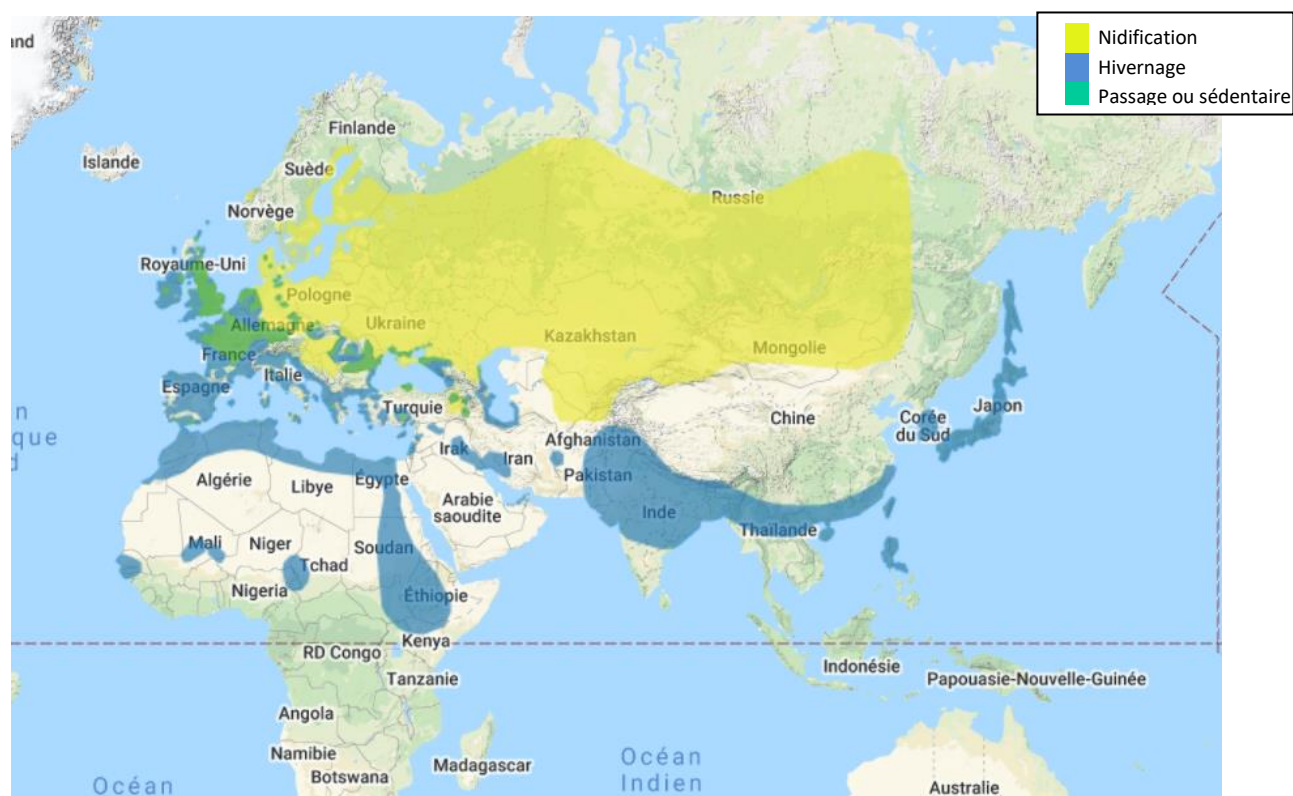 Nidification
Hivernage
Passage ou sédentaire
and
Finlande
Islande
Suède
Norvège
Russie
Royaume-Uni
Pologne
Allemagne
Ukraine
Kazakhstan
Mongolie
France
Italie
Espagne
Turquie
Chine
Corée
du Sud
Japon
n
que
d
Afghanistan
Irak
Iran
Pakistan
Algérie
Libye
Égypte
Arabie
saoudite
Inde
Thaïlande
Mali
Niger
Tchad
Soudan
Nigeria
Éthiopie
Kenya
RD Congo
Tanzanie
Indonésie
Papouasie-Nouvelle-Guinée
Angola
Namibie
Botswana
Madagascar
Océan
Indien
Océan
Australie